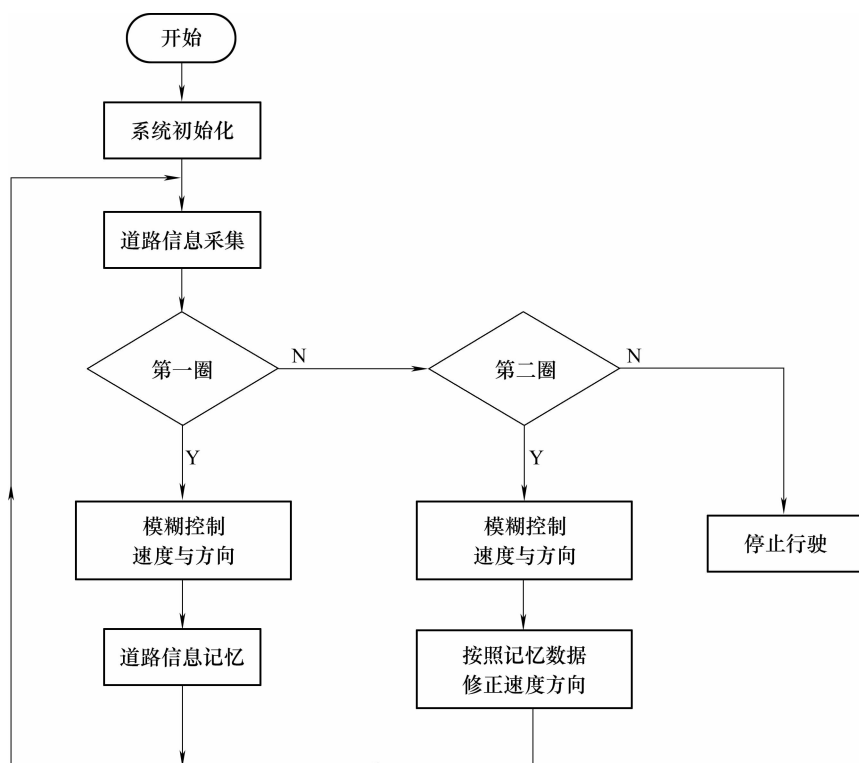 开始
系统初始化
道路信息采集
第一圈
N
第二圈
N
Y
Y
模糊控制
速度与方向
模糊控制
速度与方向
停止行驶
道路信息记忆
按照记忆数据
修正速度方向